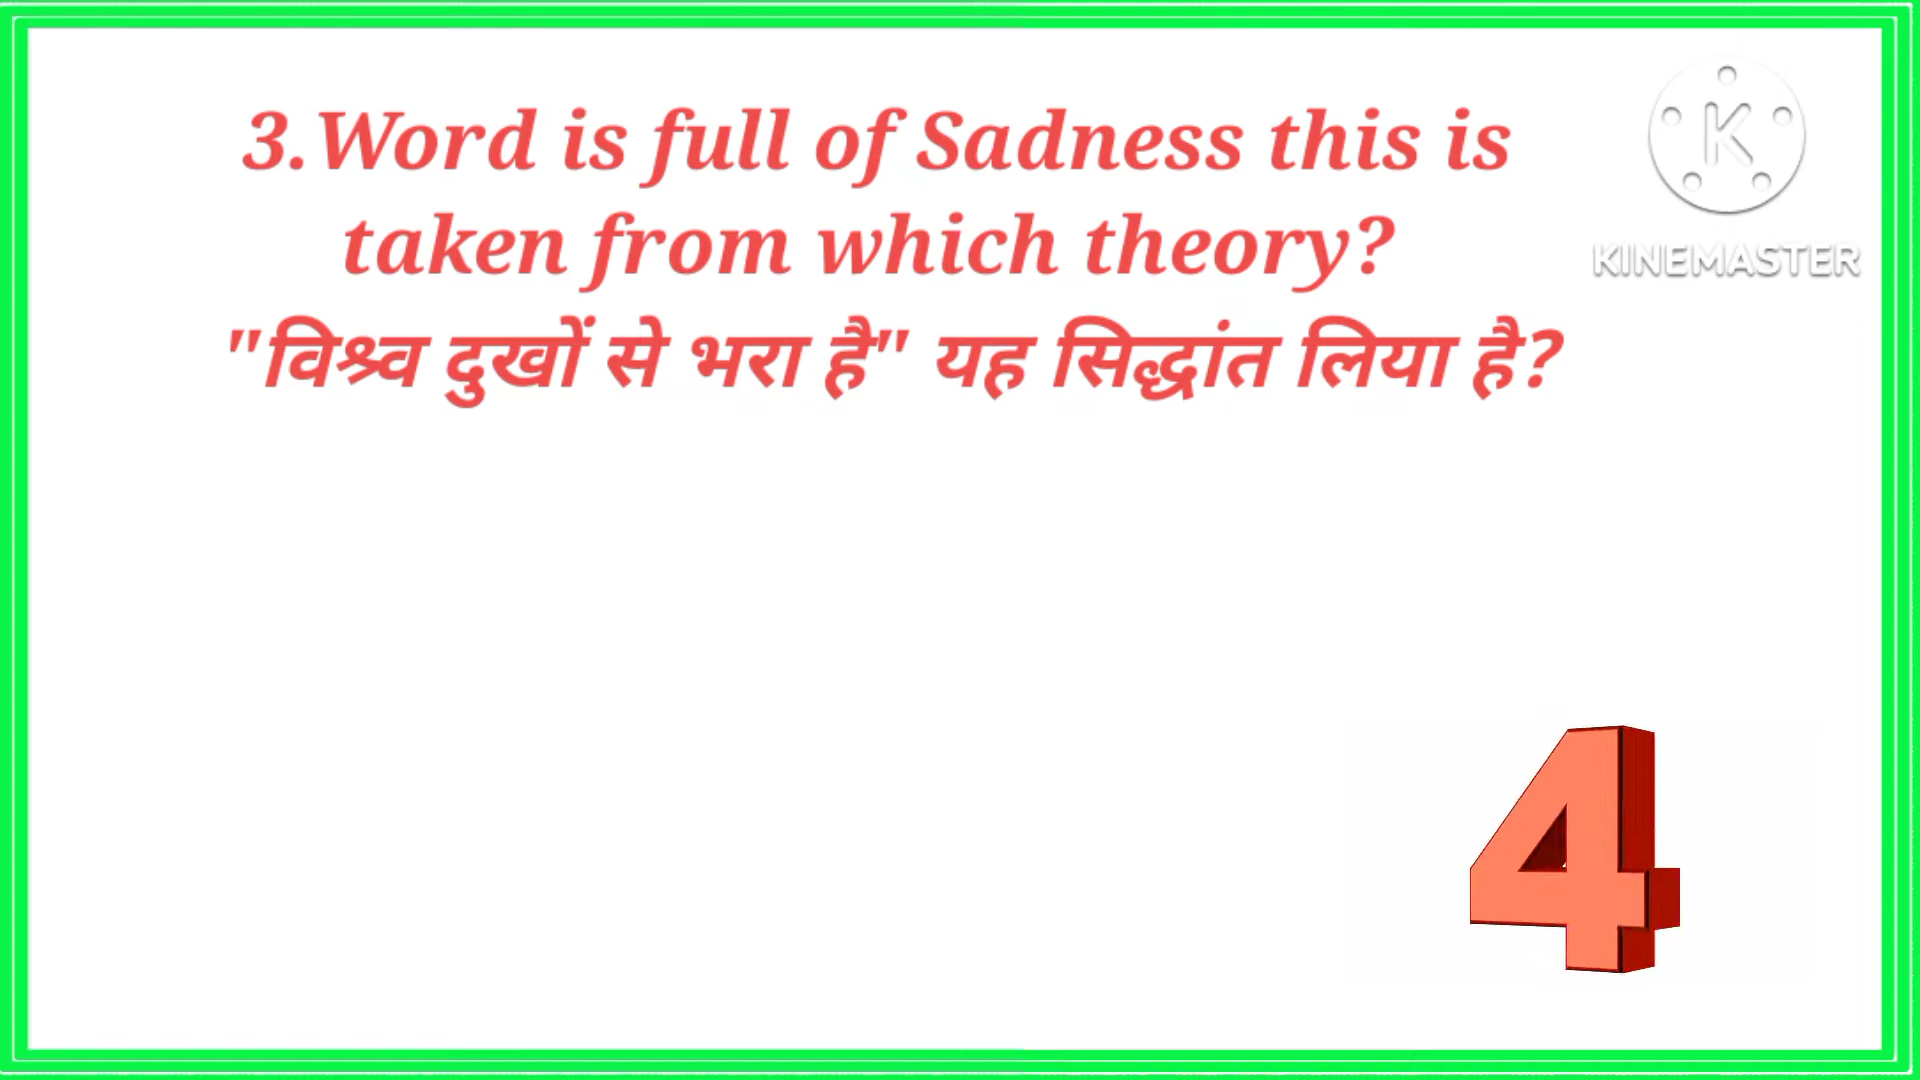 3.Word is full of Sadness this is
taken from which theory?
"विश्व दुखों से भरा है" यह सिद्धांत लिया है?
K
KINEMASTER
4